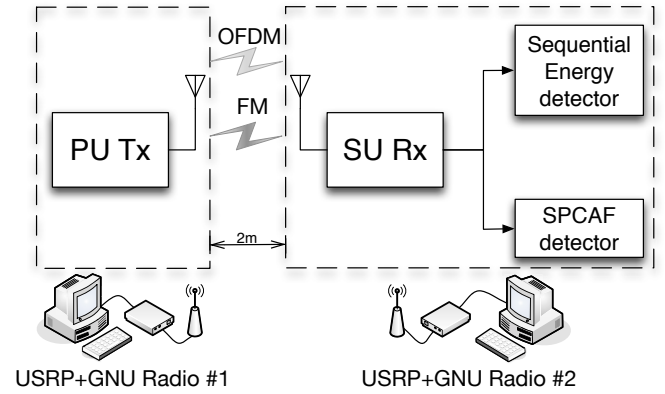 OFDM
FM
PU Tx
SU Rx
Sequential
Energy
detector
SPCAF
detector
2m
USRP+GNU Radio #1
USRP+GNU Radio #2